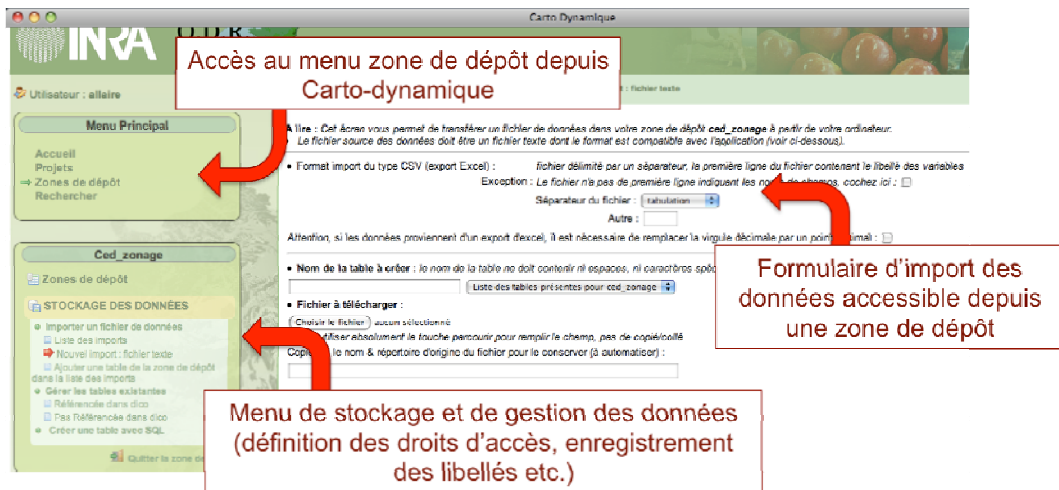 Carto Dynamique
INRA
O.D.R
Accès au menu zone de dépôt depuis
Carto-dynamique
Utilisateur : allaire
: fichier texte
Menu Principal
Accueil
Projets
Zones de dépôt
Rechercher
A lire : Cet écran vous permet de transférer un fichier de données dans votre zone de dépôt ced_zonage à partir de votre ordinateur.
Le fichier source des données doit être un fichier texte dont le format est compatible avec l'application (voir ci-dessous).
• Format import du type CSV (export Excel) : fichier délimité par un séparateur, la première ligne du fichier contenant le libellé des variables
Exception : Le fichier n'a pas de première ligne indiquant les noms de champs, cochez ici :
Séparateur du fichier : tabulation
Autre :
Attention, si les données proviennent d'un export d'excel, il est nécessaire de remplacer la virgule décimale par un point décimal :
Formulaire d'import des
données accessible depuis
une zone de dépôt
Ced_zonage
Zones de dépôt
STOCKAGE DES DONNÉES
Importer un fichier de données
Liste des imports
Nouvel import : fichier texte
Ajouter une table de la zone de dépôt
dans la liste des imports
Gérer les tables existantes
Référencée dans dico
Pas Référencée dans dico
Créer une table avec SQL
Quitter la zone de
• Nom de la table à créer : le nom de la table ne doit contenir ni espaces, ni caractères
Liste des tables présentes pour ced_zonage
• Fichier à télécharger :
Choisir le fichier aucun sélectionné
utiliser absolument la touche parcourir pour remplir le champ, pas de copié/collé
le nom & répertoire d'origine du fichier pour le conserver (à automatiser) :
Menu de stockage et de gestion des données
(définition des droits d'accès, enregistrement
des libellés etc.)